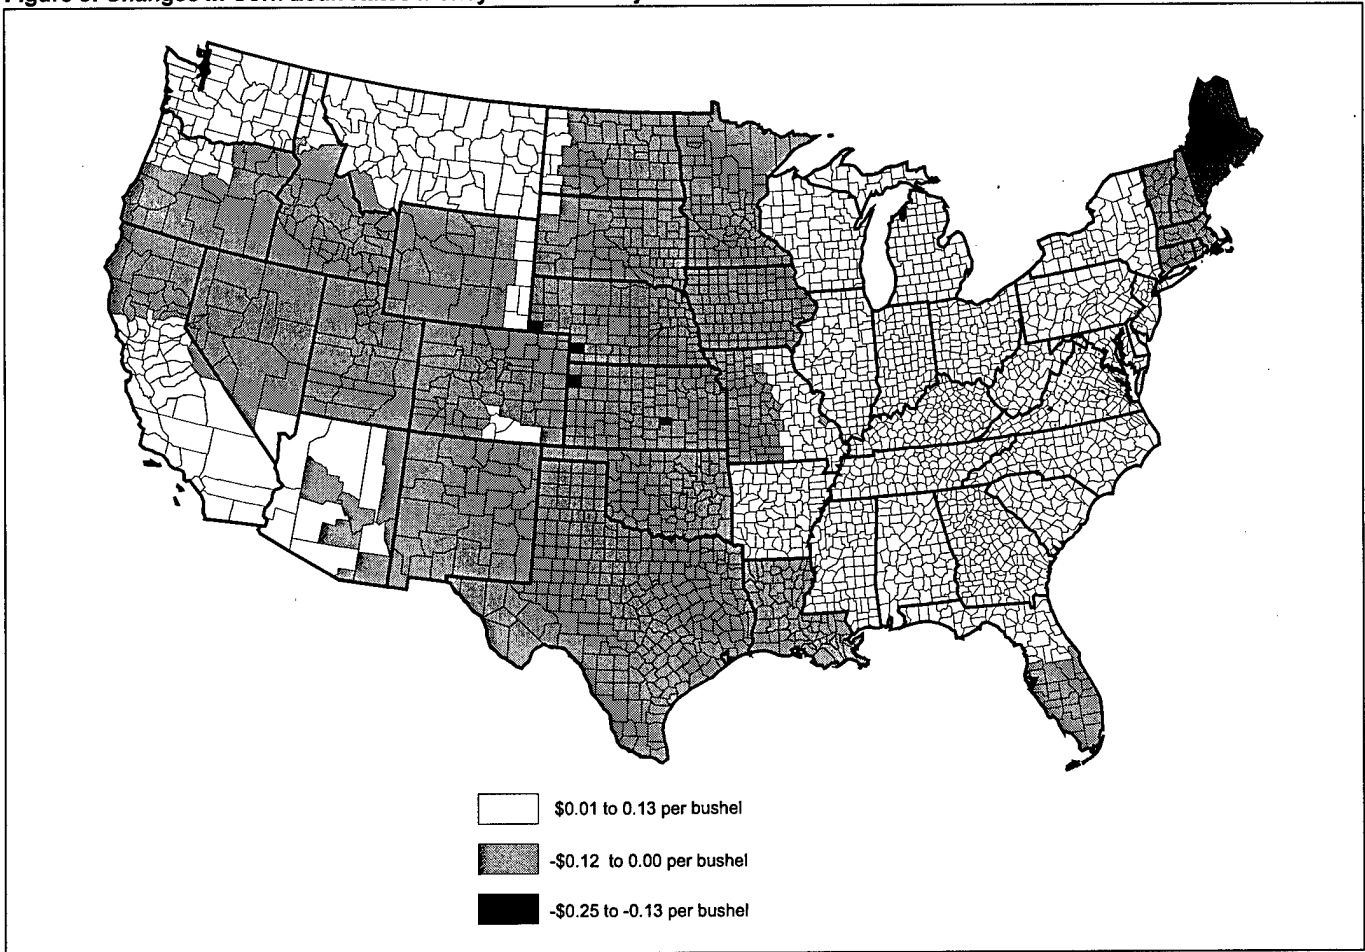 $0.01 to 0.13 per bushel
-$0.12 to 0.00 per bushel
-$0.25 to -0.13 per bushel